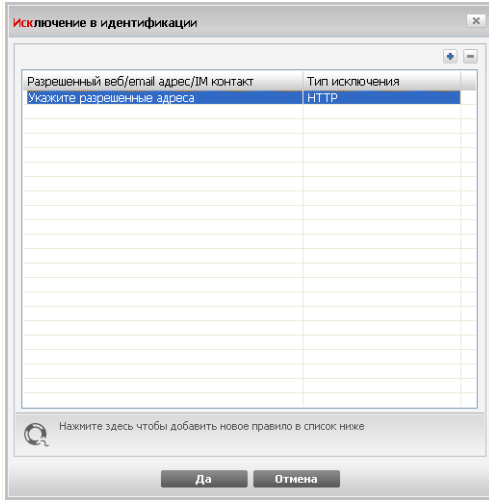 Исключение в идентификации
Разрешенный веб/email адрес/IM контакт Тип исключения
Укажите разрешенные адреса HTTP
Нажмите здесь чтобы добавить новое правило в список ниже
Да Отмена